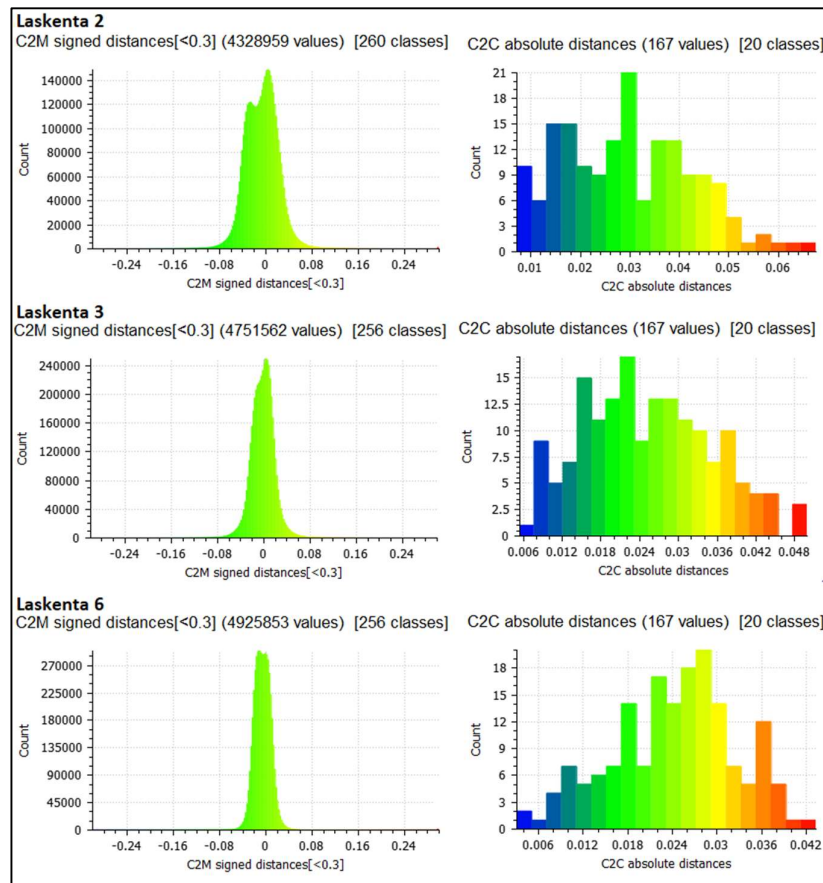 Laskenta 2
C2M signed distances[<0.3] (4328959 values) [260 classes]
C2C absolute distances (167 values) [20 classes]
140000
120000
100000
80000
60000
40000
20000
0
Count
-0.24 -0.16 -0.08 0 0.08 0.16 0.24
C2M signed distances[<0.3]
21
18
15
12
9
6
3
0
Count
0.01 0.02 0.03 0.04 0.05 0.06
C2C absolute distances
Laskenta 3
C2M signed distances[<0.3] (4751562 values) [256 classes]
C2C absolute distances (167 values) [20 classes]
240000
200000
160000
120000
80000
40000
0
Count
-0.24 -0.16 -0.08 0 0.08 0.16 0.24
C2M signed distances[<0.3]
15
12.5
10
7.5
5
2.5
0
Count
0.006 0.012 0.018 0.024 0.03 0.036 0.042 0.048
C2C absolute distances
Laskenta 6
C2M signed distances[<0.3] (4925853 values) [256 classes]
C2C absolute distances (167 values) [20 classes]
270000
225000
180000
135000
90000
45000
0
Count
-0.24 -0.16 -0.08 0 0.08 0.16 0.24
C2M signed distances[<0.3]
18
15
12
9
6
3
0
Count
0.006 0.012 0.018 0.024 0.03 0.036 0.042
C2C absolute distances